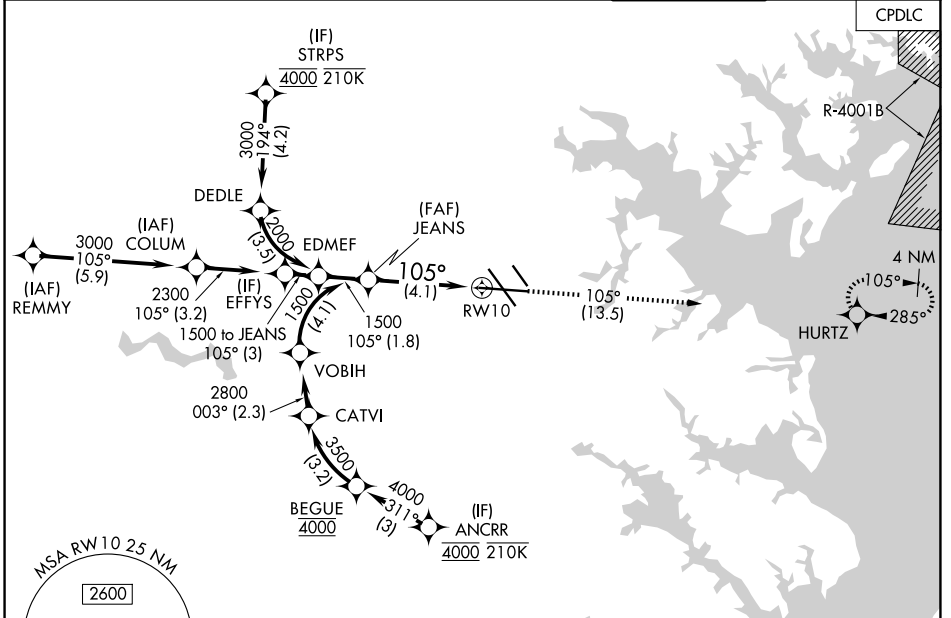 CPDLC
(IF)
STRPS
4000 210K
R-4001B
3000
194°
(4.2)
DEDLE
2000
(3.5)
(FAF)
JEANS
EDMEF
(IAF)
COLUM
3000
105°
(5.9)
(IAF)
REMMY
2300
105° (3.2)
(IF)
EFFYS
1500 to JEANS
105° (3)
1500
(4.1)
1500
105° (1.8)
105°
(4.1)
RW10
105°
(13.5)
4 NM
105°
285°
HURTZ
VOBIH
2800
003° (2.3)
CATVI
3500
(3.2)
BEGUE
4000
4000
311°
(3)
(IF)
ANCRR
4000 210K
MSA RW10 25 NM
2600